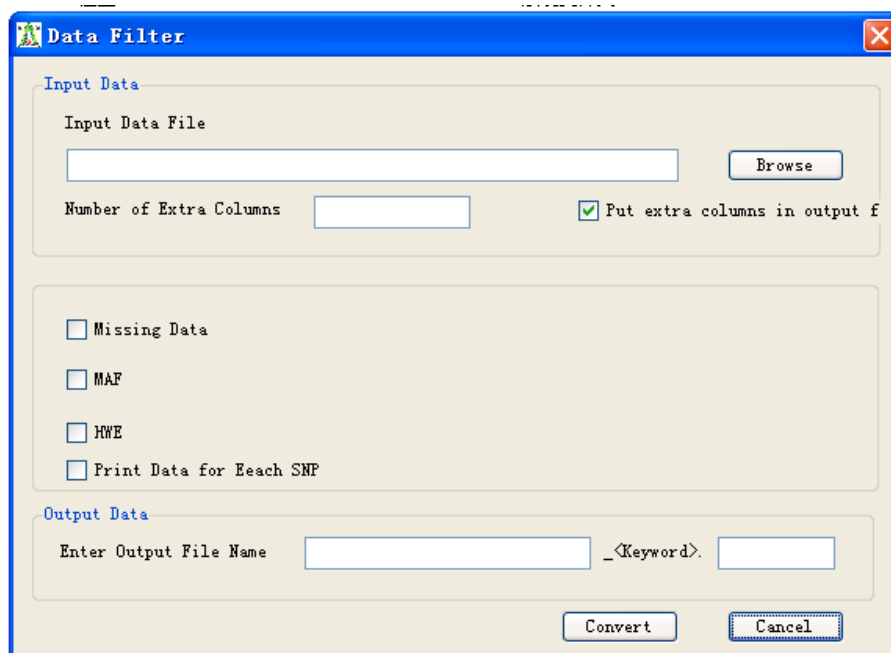 Data Filter
Input Data
Input Data File
Browse
Number of Extra Columns
Put extra columns in output f
Missing Data
MAF
HWE
Print Data for Eeach SNP
Output Data
Enter Output File Name
_<Keyword>.
Convert
Cancel